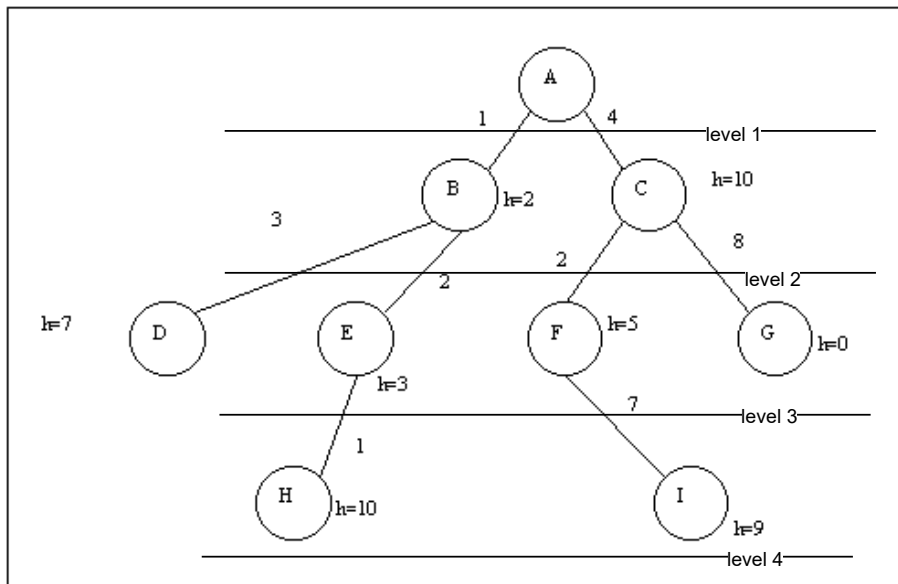 A
1 4
level 1
B h=2 C h=10
3 8
2 2
level 2
h=7 D E F h=5 G h=0
h=3
7
level 3
1
H h=10 I
h=9
level 4